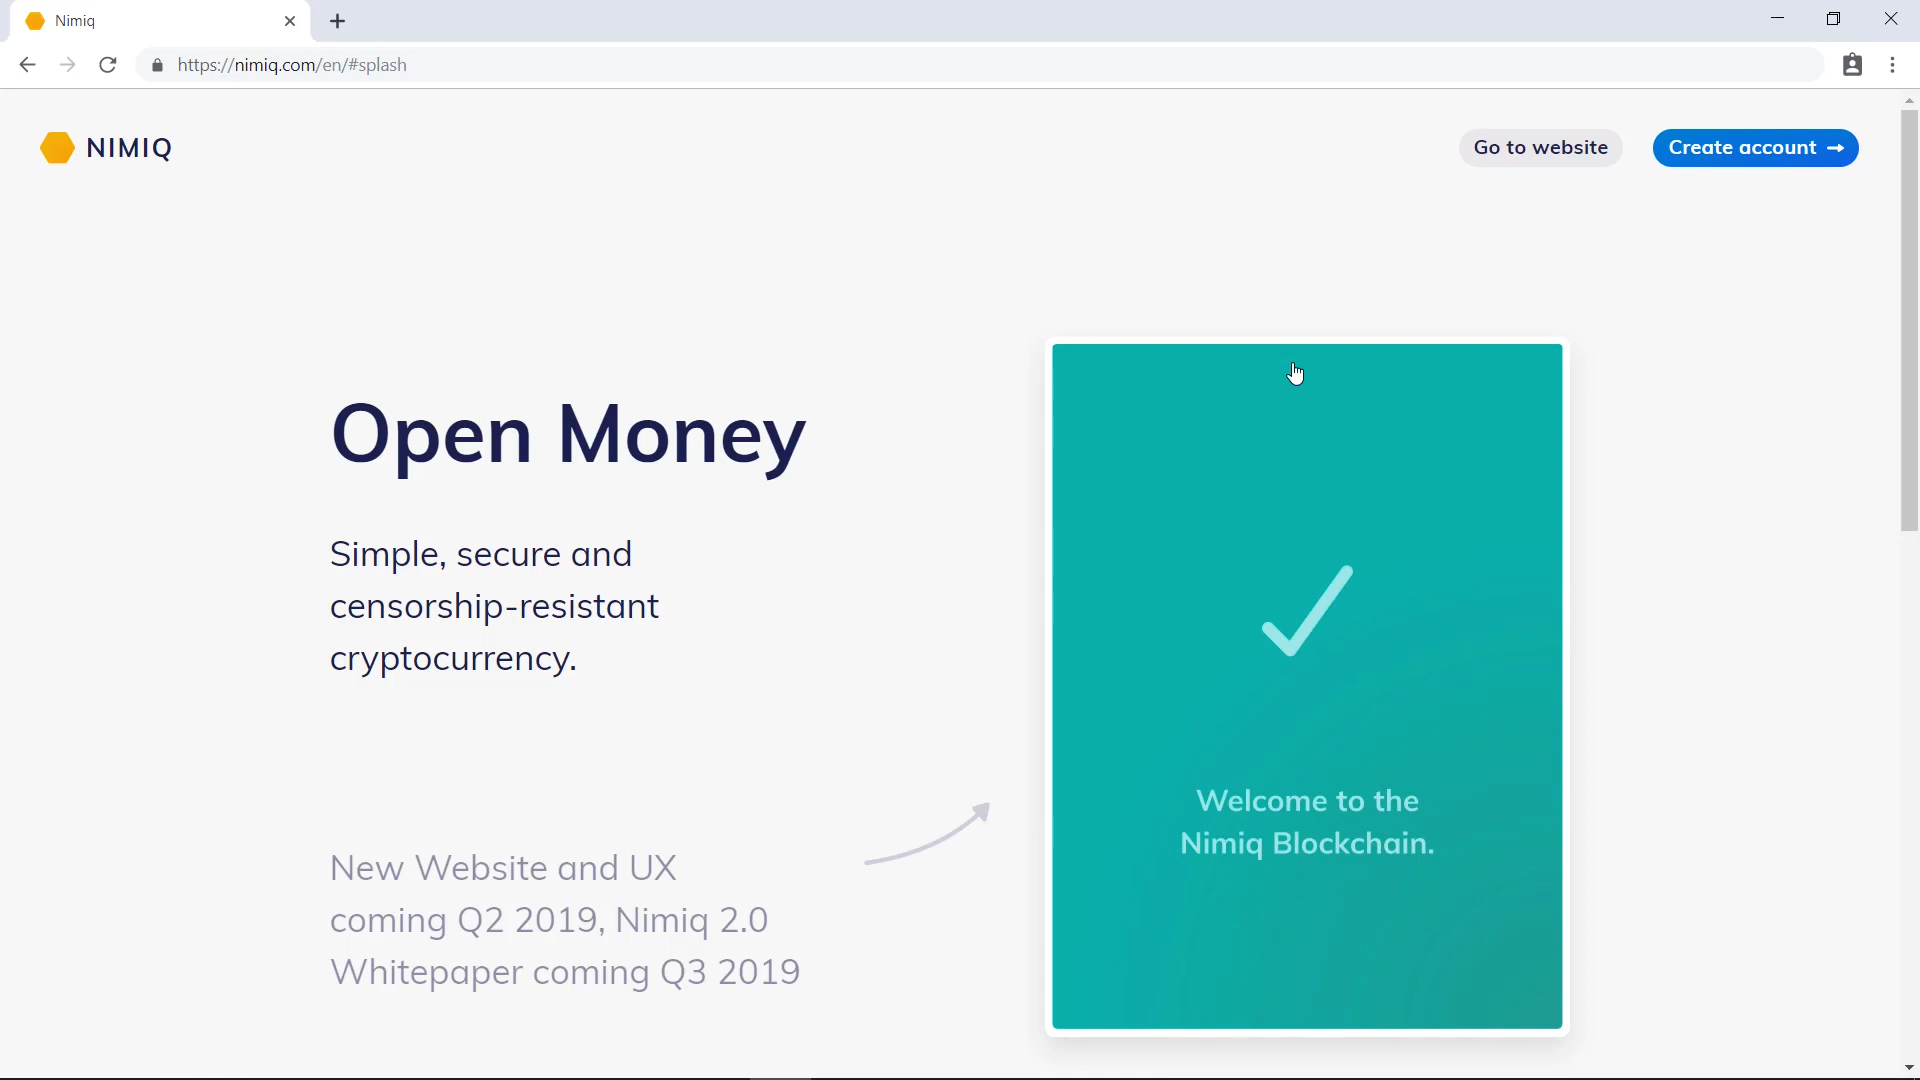 Nimiq
https://nimiq.com/en/#splash
NIMIQ
Go to website
Create account →
Open Money
Simple, secure and
censorship-resistant
cryptocurrency.
New Website and UX
coming Q2 2019, Nimiq 2.0
Whitepaper coming Q3 2019
Welcome to the
Nimiq Blockchain.